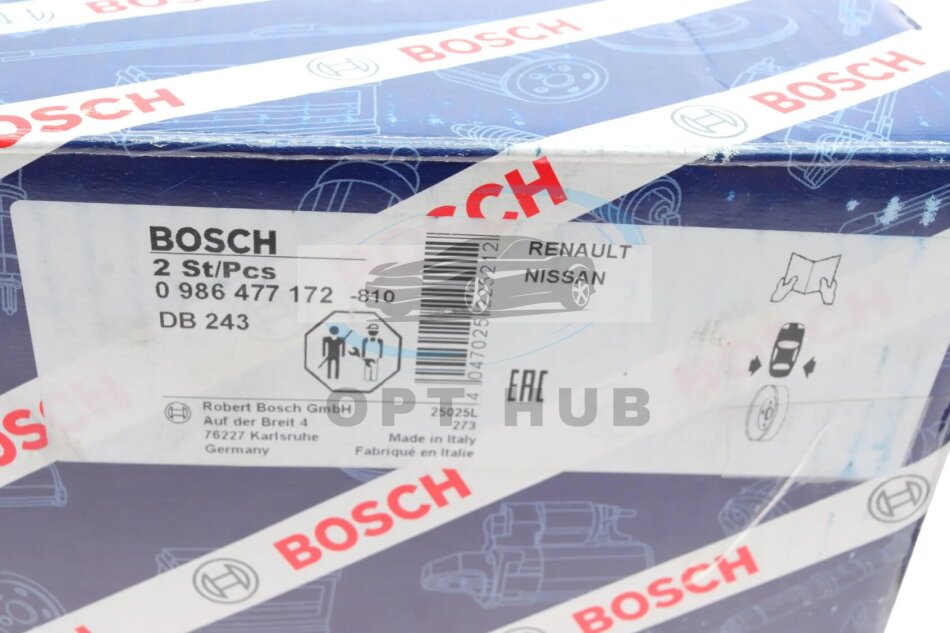 BOSCH
BOSCH
BOSCH
BOSCH
BOSCH
2 St/Pcs
0 986 477 172 -810
DB 243
RENAULT
NISSAN
EAC
OPT HUB
Robert Bosch GmbH
Auf der Breit 4
76227 Karlsruhe
Germany
25025L
273
Made in Italy
Fabriqué en Italie
BOSCH
BOSCH